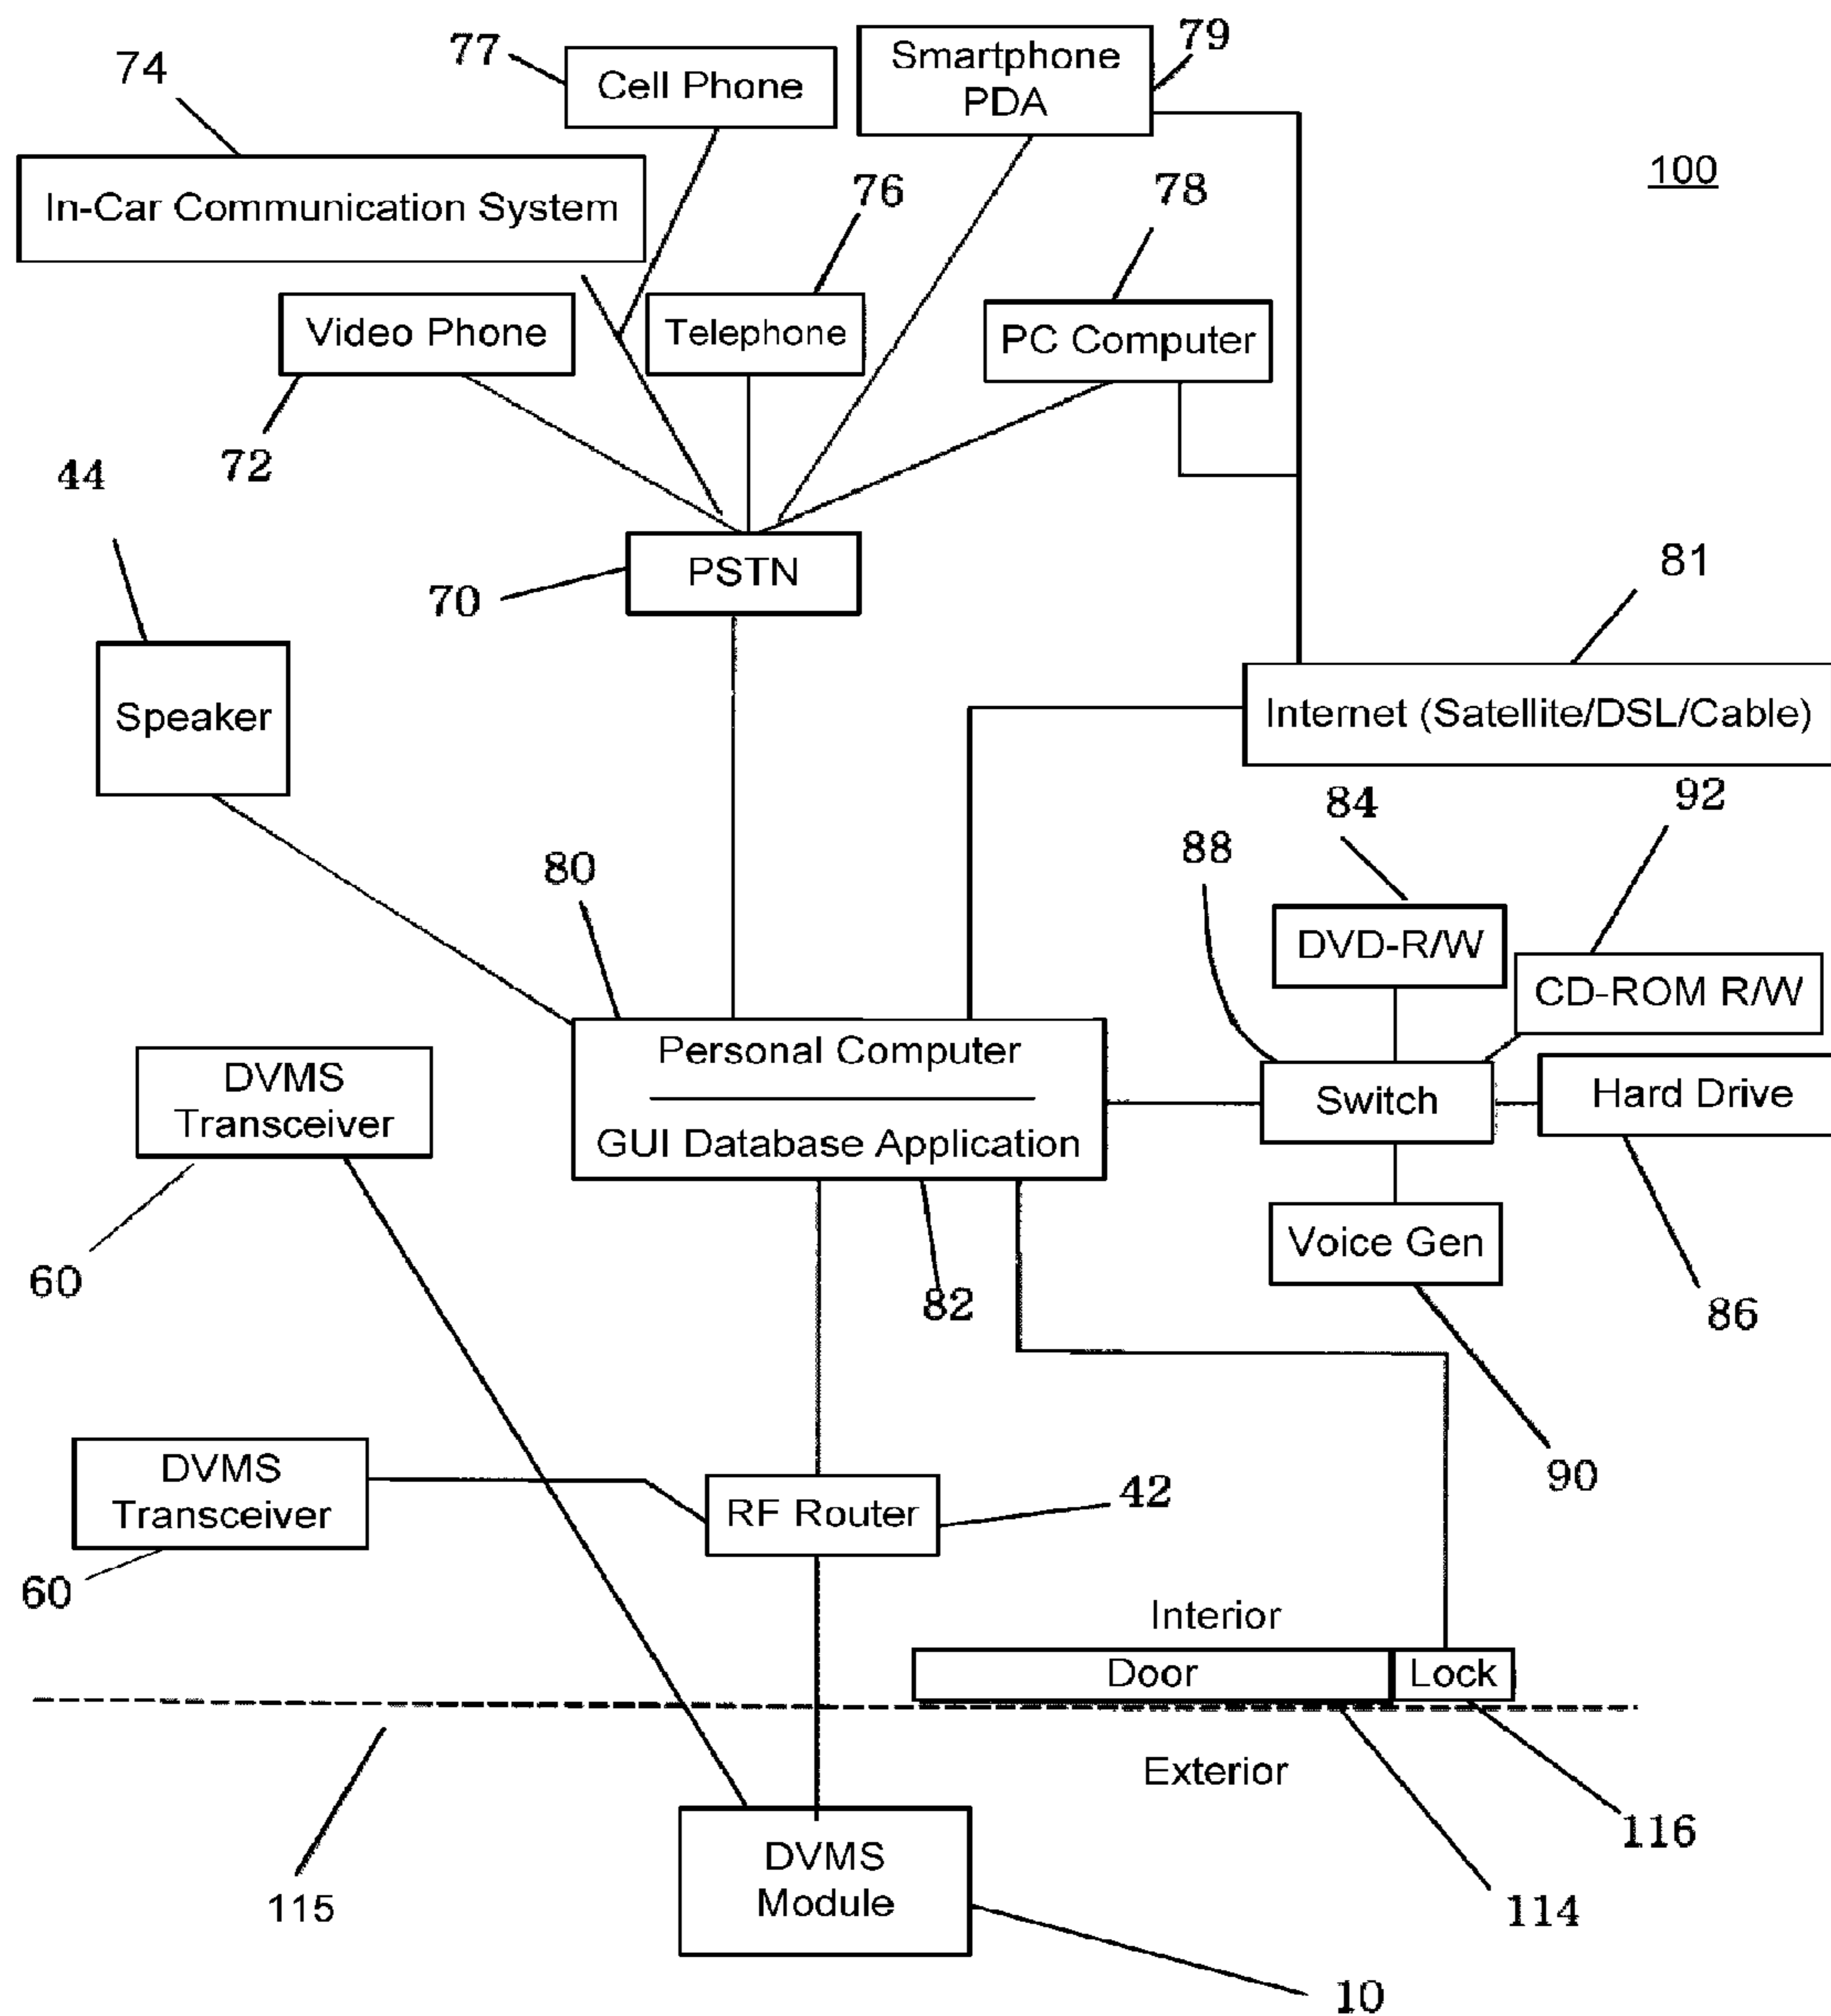 77
Cell Phone
Smartphone
PDA
79
74
100
In-Car Communication System
76
78
Video Phone
Telephone
PC Computer
72
44
PSTN
70
81
Speaker
Internet (Satellite/DSL/Cable)
84
92
88
80
DVD-R/W
CD-ROM R/W
Personal Computer
GUI Database Application
DVMS
Transceiver
Switch
Hard Drive
60
Voice Gen
82
86
DVMS
Transceiver
RF Router
42
90
60
Interior
Door
Lock
Exterior
116
115
DVMS
Module
114
10